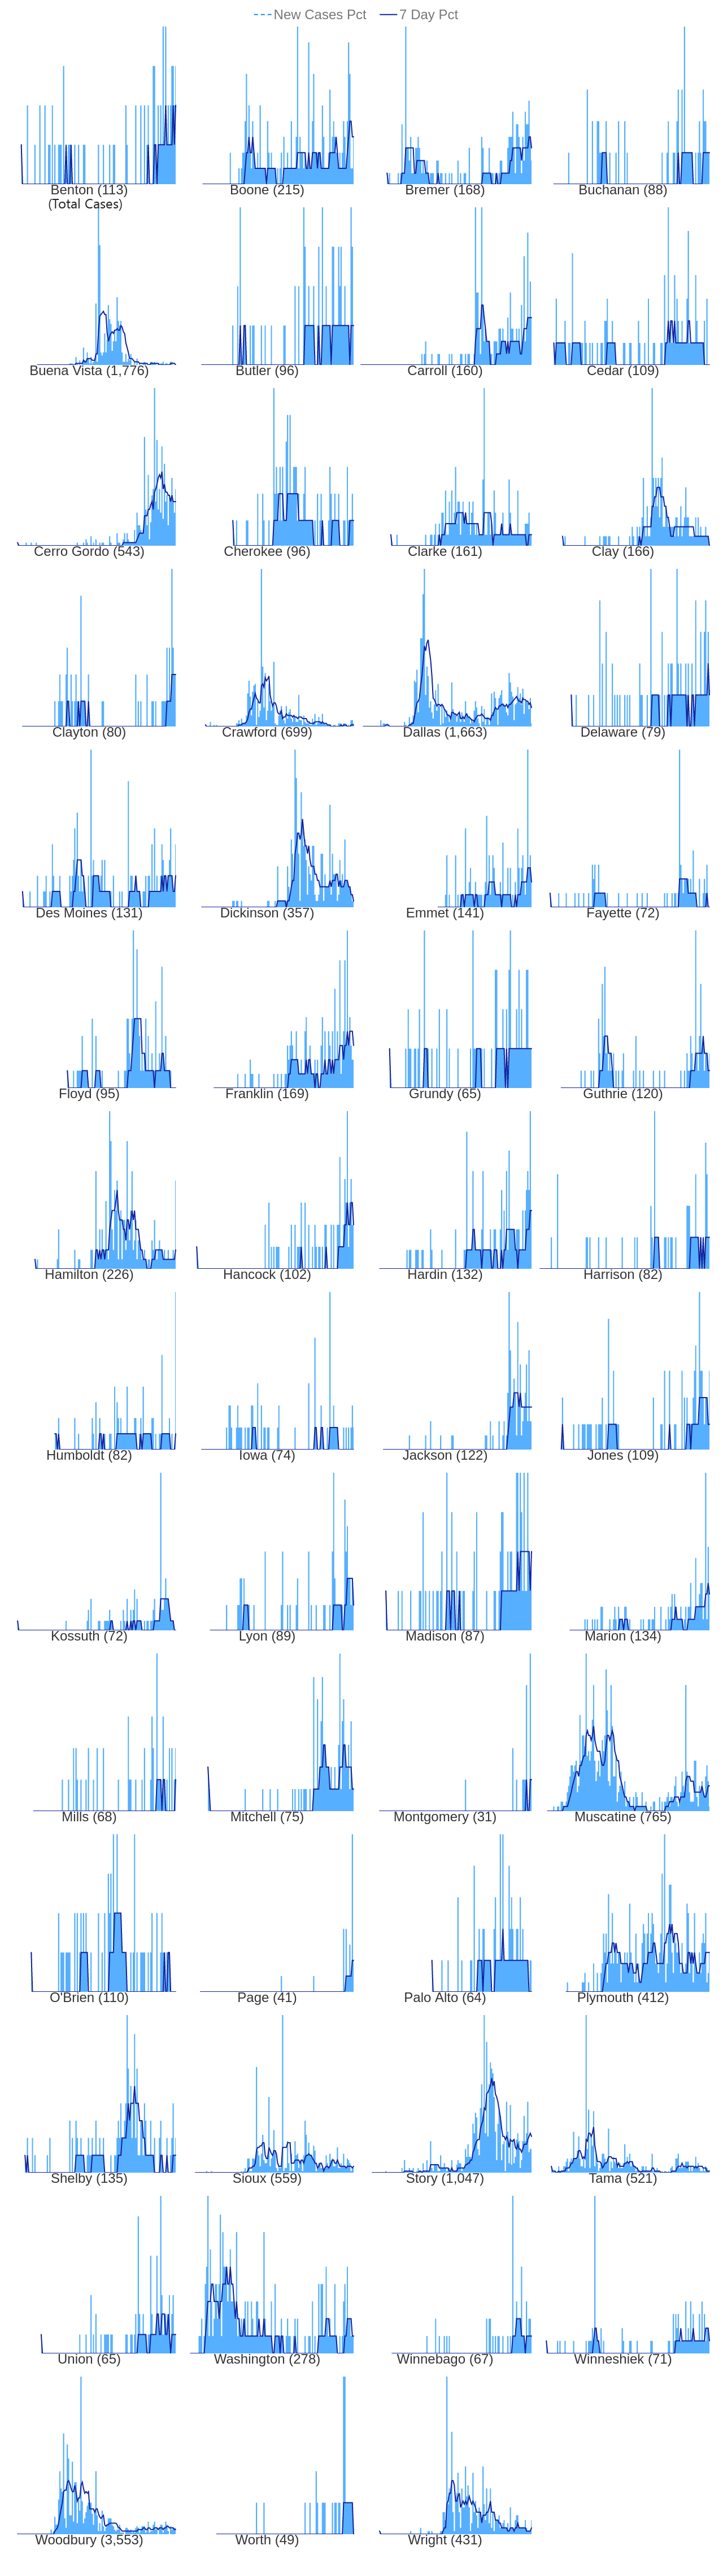 New Cases Pct 7 Day Pct
Benton (113) Boone (215) Bremer (168) Buchanan (88)
(Total Cases)
Buena Vista (1,776) Butler (96) Carroll (160) Cedar (109)
Cerro Gordo (543) Cherokee (96) Clarke (161) Clay (166)
Clayton (80) Crawford (699) Dallas (1,663) Delaware (79)
Des Moines (131) Dickinson (357) Emmet (141) Fayette (72)
Floyd (95) Franklin (169) Grundy (65) Guthrie (120)
Hamilton (226) Hancock (102) Hardin (132) Harrison (82)
Humboldt (82) Iowa (74) Jackson (122) Jones (109)
Kossuth (72) Lyon (89) Madison (87) Marion (134)
Mills (68) Mitchell (75) Montgomery (31) Muscatine (765)
O'Brien (110) Page (41) Palo Alto (64) Plymouth (412)
Shelby (135) Sioux (559) Story (1,047) Tama (521)
Union (65) Washington (278) Winnebago (67) Winneshiek (71)
Woodbury (3,553) Worth (49) Wright (431)